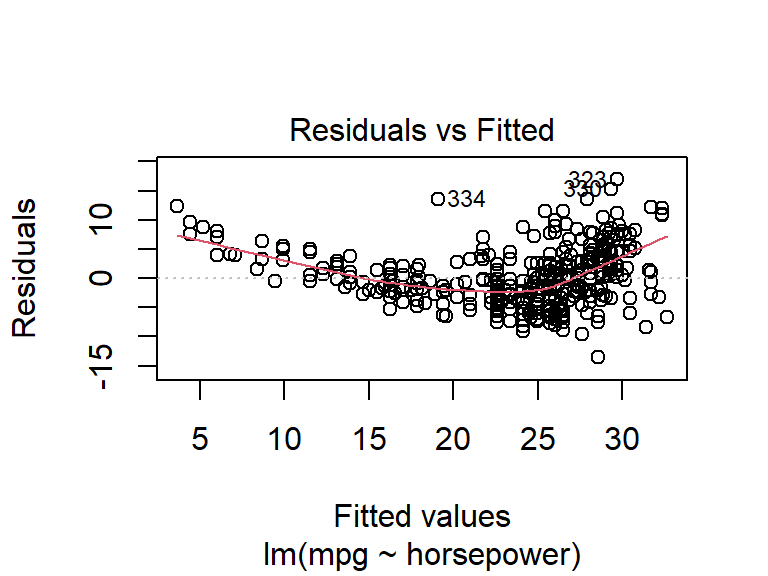 Residuals vs Fitted
Residuals
10
0
-15
323
330
334
5 10 15 20 25 30
Fitted values
lm(mpg ~ horsepower)